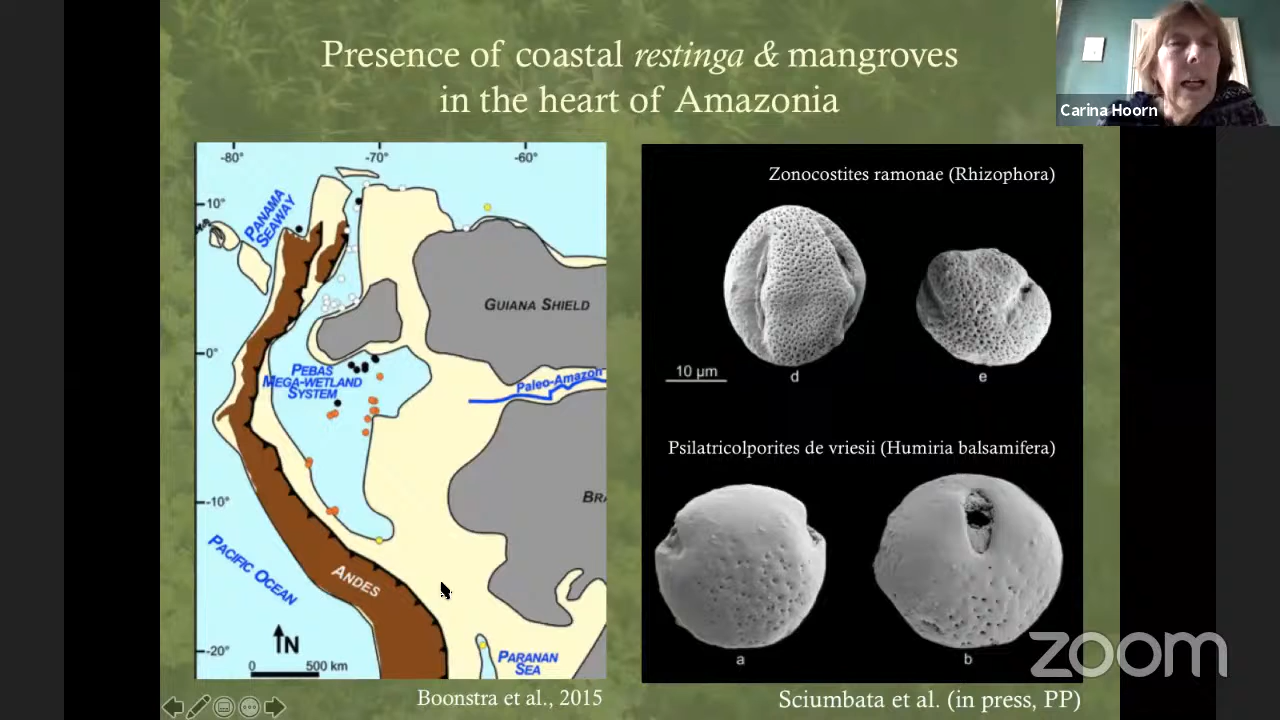 Presence of coastal restinga & mangroves
in the heart of Amazonia
Carina Hoorn
-80°
-70°
-60°
10°
0°
-10°
-20°
PANAMA
SEAWAY
GUIANA SHIELD
PEBAS
MEGA-WETLAND
SYSTEM
Paleo-Amazon
BRA
PACIFIC OCEAN
ANDES
N
0 500 km
PARANAN
SEA
Boonstra et al., 2015
Zonocostites ramonae (Rhizophora)
10 µm
d
e
Psilatricolporites de vriesii (Humiria balsamifera)
a
b
Sciumbata et al. (in press, PP)
zoom